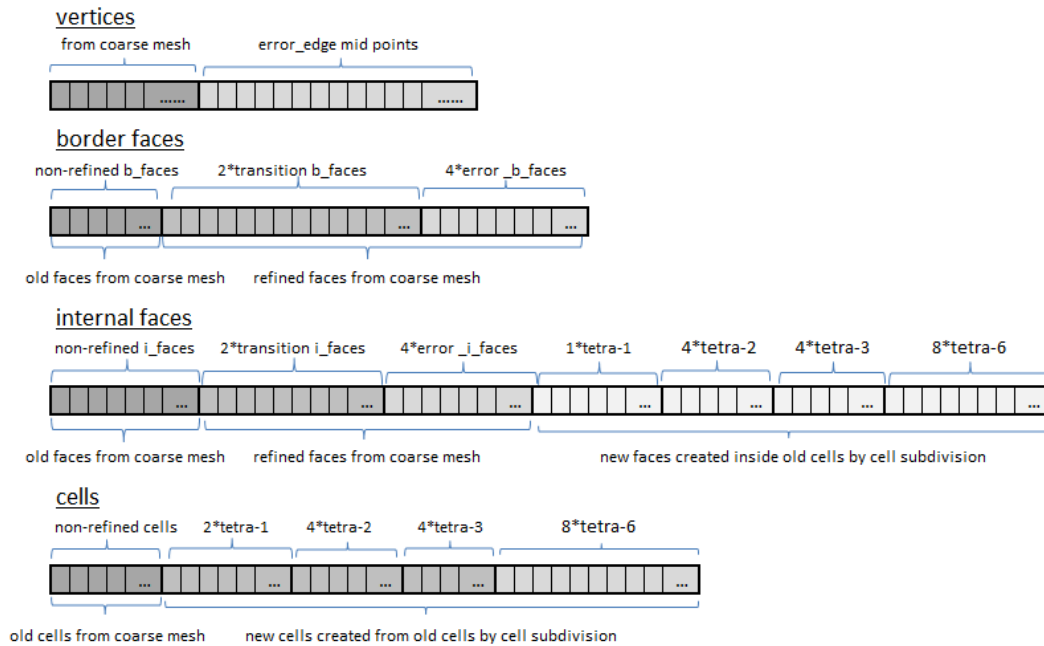 vertices
from coarse mesh error_edge mid points
...... ......
border faces
non-refined b_faces 2*transition b_faces 4*error _b_faces
... ... ...
old faces from coarse mesh refined faces from coarse mesh
internal faces
non-refined i_faces 2*transition i_faces 4*error _i_faces 1*tetra-1 4*tetra-2 4*tetra-3 8*tetra-6
... ... ... ... ... ... ...
old faces from coarse mesh refined faces from coarse mesh new faces created inside old cells by cell subdivision
cells
non-refined cells 2*tetra-1 4*tetra-2 4*tetra-3 8*tetra-6
... ... ... ... ...
old cells from coarse mesh new cells created from old cells by cell subdivision